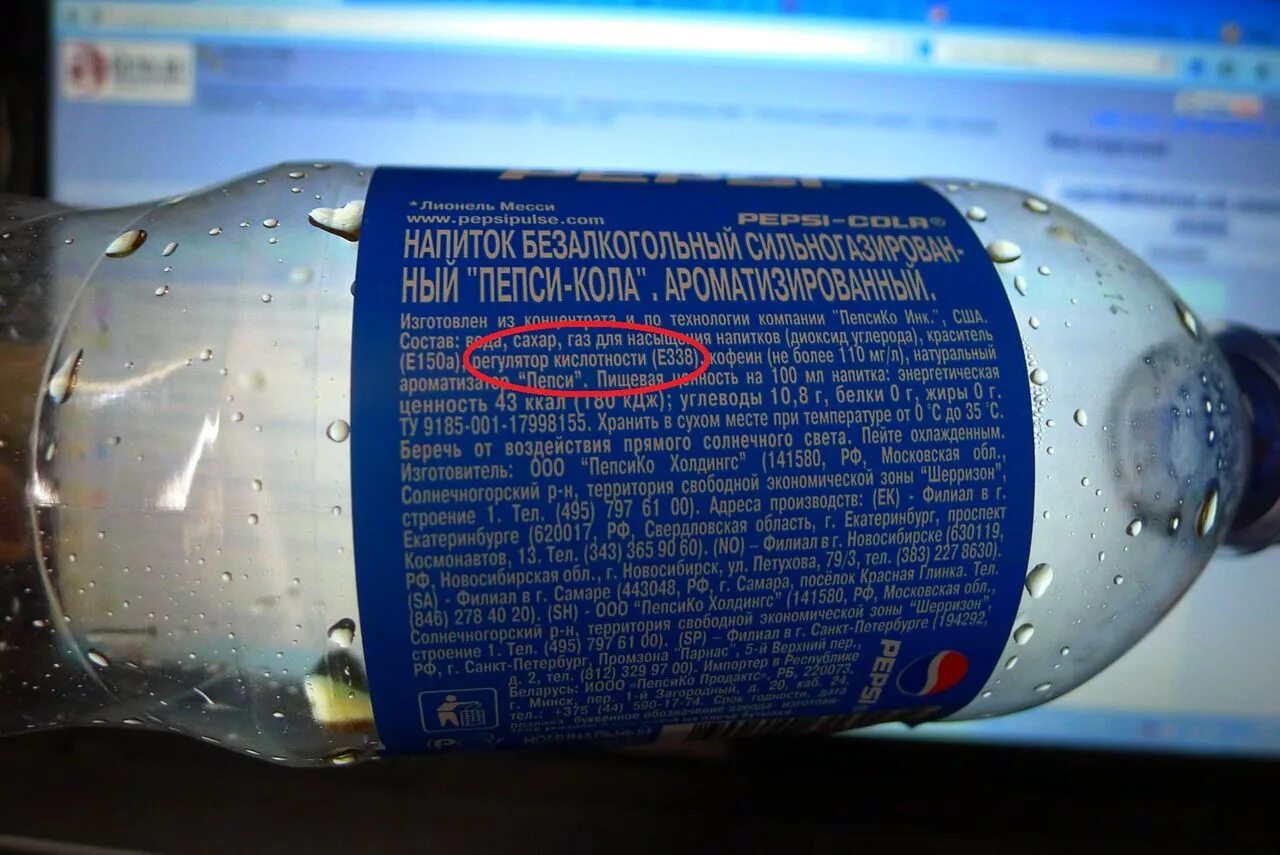 *Лионель Месси
www.pepsipulse.com
PEPSI-COLA®
НАПИТОК БЕЗАЛКОГОЛЬНЫЙ СИЛЬНОГАЗИРОВАН-
НЫЙ "ПЕПСИ-КОЛА". АРОМАТИЗИРОВАННЫЙ.
Изготовлен из концентрата и по технологии компании "ПепсиКо Инк.", США.
Состав: вода, сахар, газ для насыщения напитков (диоксид углерода), краситель
(Е150а), регулятор кислотности (Е338), кофеин (не более 110 мг/л), натуральный
"Пепси". Пищевая ценность на 100 мл напитка: энергетическая
ценность 43 ккал (180 кДж); углеводы 10,8 г, белки 0 г, жиры 0 г.
ТУ 9185-001-17998155. Хранить в сухом месте при температуре от 0 °С до 35 °С.
Беречь от воздействия прямого солнечного света. Пейте охлажденным.
Изготовитель: ООО "ПепсиКо Холдингс" (141580, РФ, Московская обл.,
Солнечногорский р-н, территория свободной экономической зоны "Шерризон",
строение 1. Тел. (495) 797 61 00). Адреса производств: (EK) - Филиал в г.
Екатеринбурге (620017, РФ, Свердловская область, г. Екатеринбург, проспект
Космонавтов, 13. Тел. (343) 365 90 60). (NO) – Филиал в г. Новосибирске (630119,
РФ, Новосибирская обл., г. Новосибирск, ул. Петухова, 79/3, тел. (383) 227 8630).
(SA) - Филиал в г. Самаре (443048, РФ, г. Самара, посёлок Красная Глинка. Тел.
(846) 278 40 20). (SH) - ООО "ПепсиКо Холдингс" (141580, РФ, Московская обл.,
Солнечногорский р-н, территория свободной экономической зоны "Шерризон",
строение 1. Тел. (495) 797 61 00). (SP) – Филиал в г. Санкт-Петербург (194292,
РФ, г. Санкт-Петербург, Промзона "Парнас", 5-й Верхний пер.,
д. 2, тел. (812) 329 97 00). Импортер в Республике
Беларусь: ИООО "ПепсиКо Продактс", РБ, 220073,
г. Минск, пер. 1-й Загородный, д. 20, каб. 24,
тел.: +375 (44) 590-17-74. Срок годности, дата
PEPSI